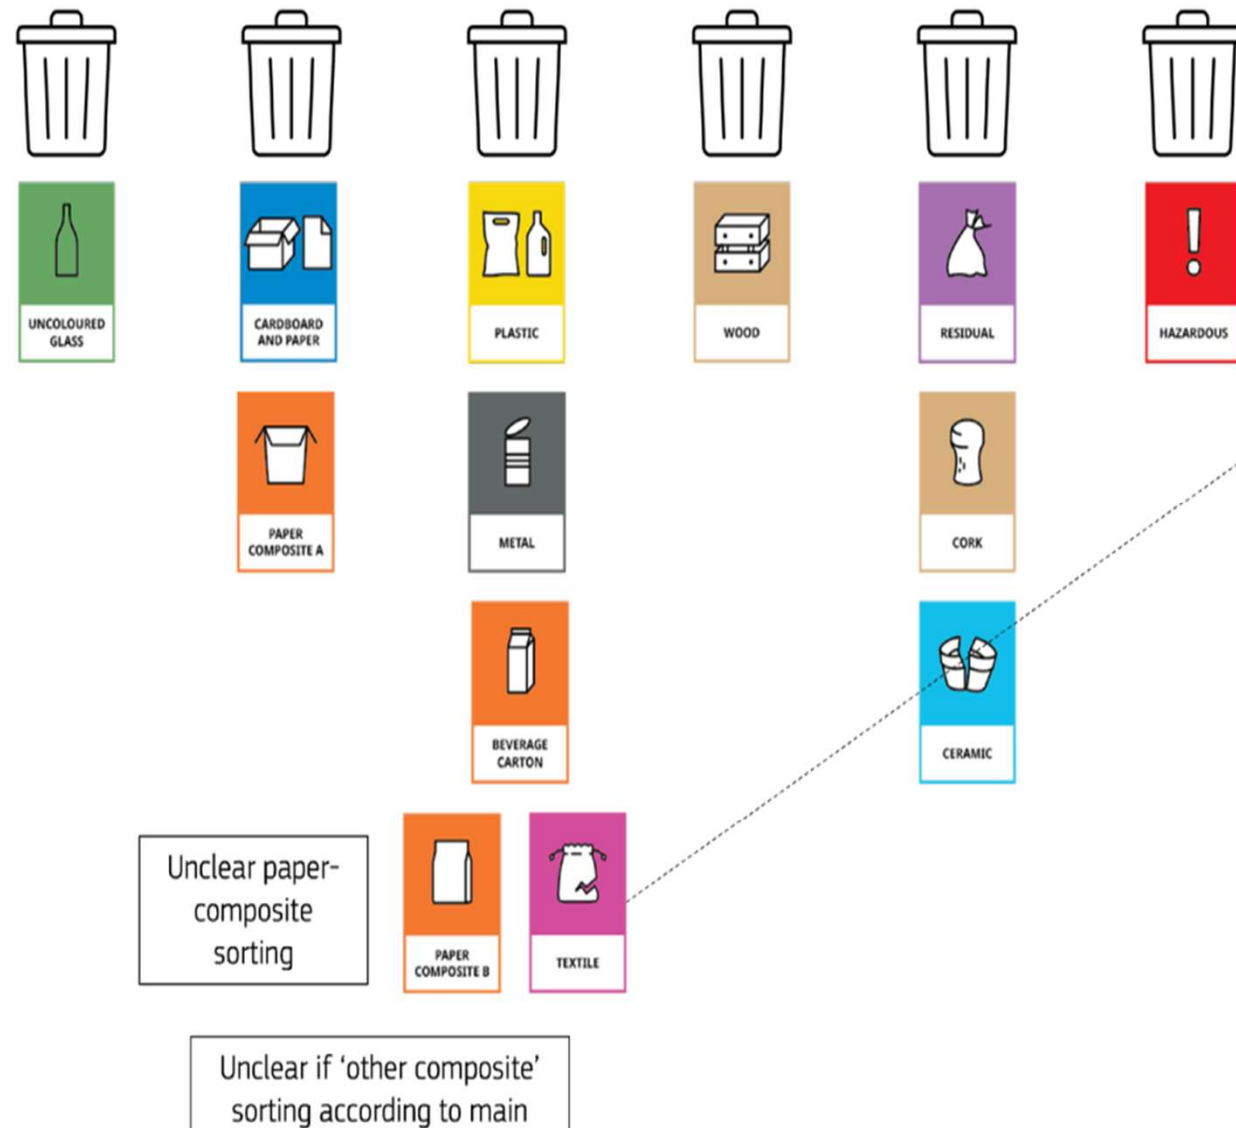 UNCOLOURED
GLASS
CARDBOARD
AND PAPER
PLASTIC
WOOD
RESIDUAL
HAZARDOUS
PAPER
COMPOSITE A
METAL
CORK
BEVERAGE
CARTON
CERAMIC
Unclear paper-
composite
sorting
PAPER
COMPOSITE B
TEXTILE
Unclear if ‘other composite’
sorting according to main